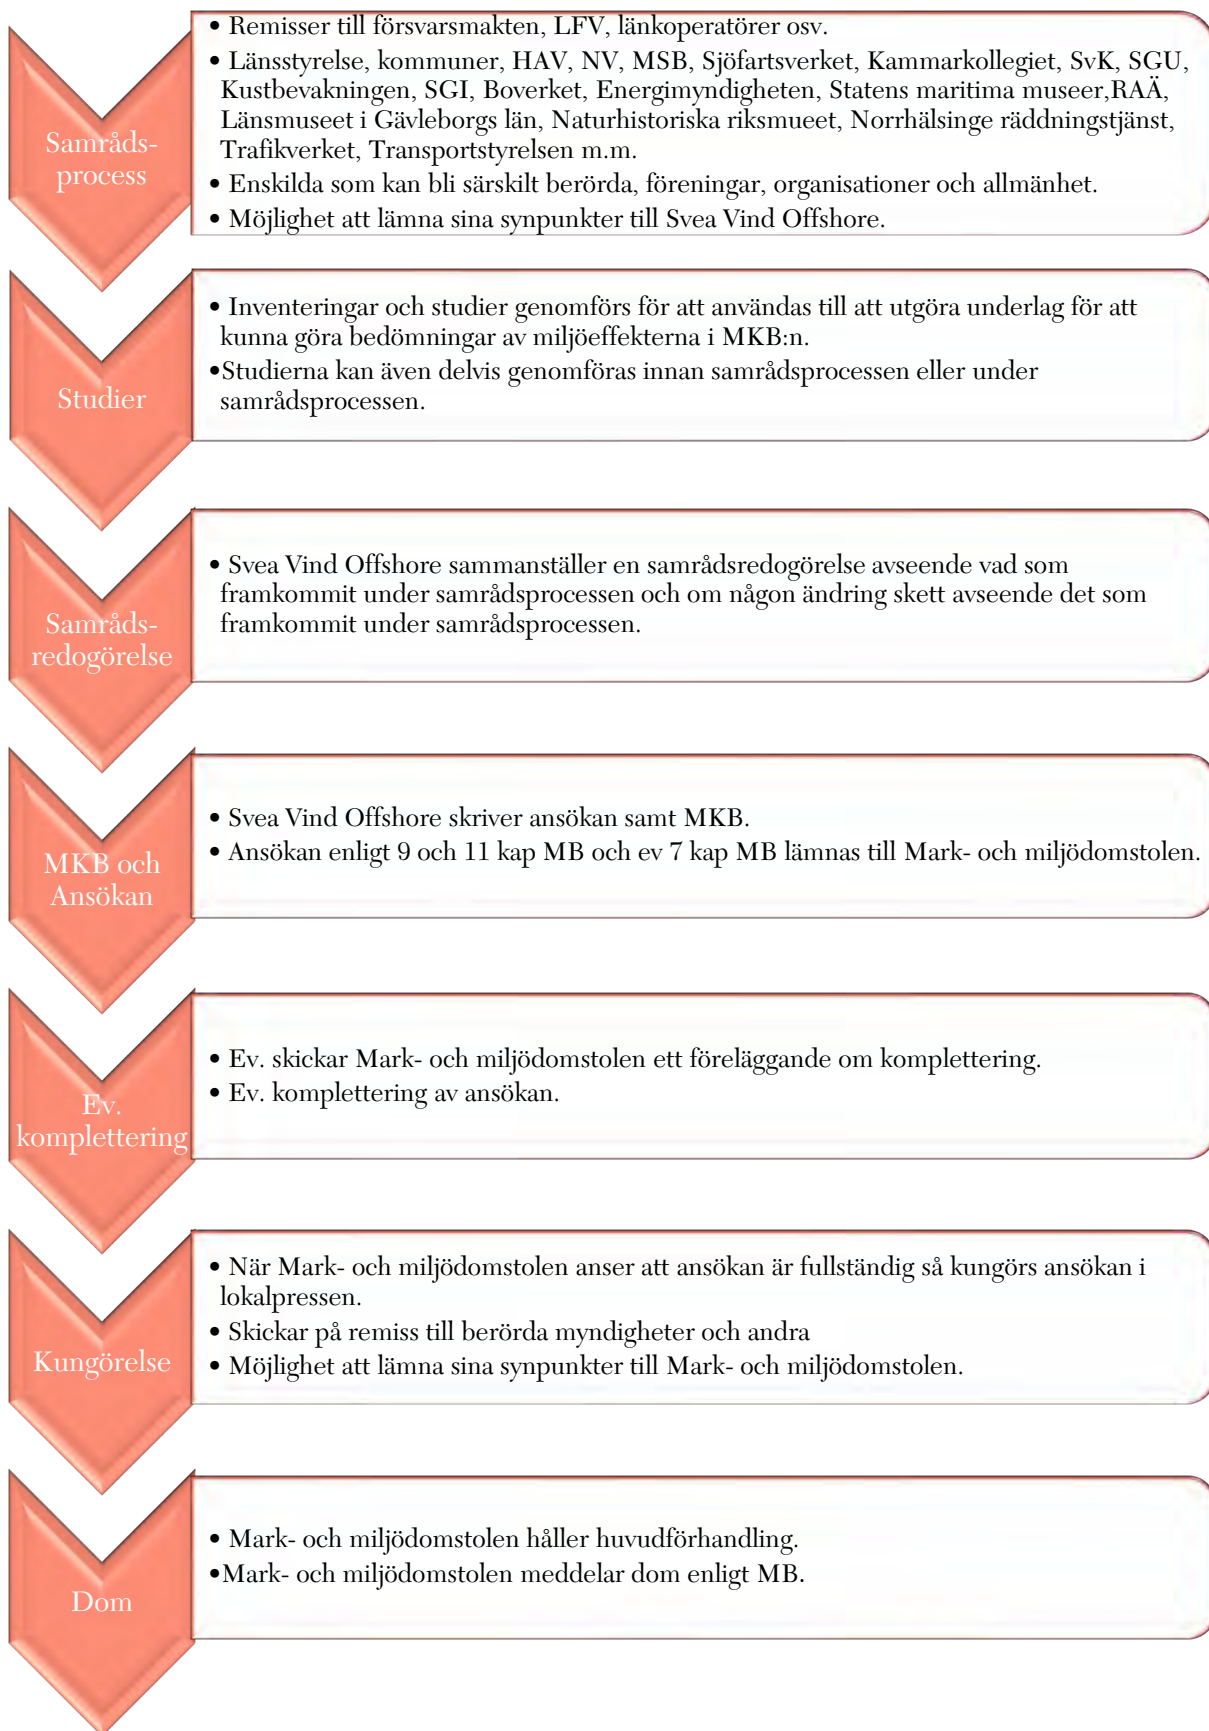 Samråds-
process
• Remisser till försvarsmakten, LFV, länkoperatörer osv.
• Länsstyrelse, kommuner, HAV, NV, MSB, Sjöfartsverket, Kammarkollegiet, SvK, SGU,
Kustbevakningen, SGI, Boverket, Energimyndigheten, Statens maritima museer,RAÄ,
Länsmuseet i Gävleborgs län, Naturhistoriska riksmueet, Norrhälsinge räddningstjänst,
Trafikverket, Transportstyrelsen m.m.
• Enskilda som kan bli särskilt berörda, föreningar, organisationer och allmänhet.
• Möjlighet att lämna sina synpunkter till Svea Vind Offshore.
Studier
• Inventeringar och studier genomförs för att användas till att utgöra underlag för att
kunna göra bedömningar av miljöeffekterna i MKB:n.
•Studierna kan även delvis genomföras innan samrådsprocessen eller under
samrådsprocessen.
Samråds-
redogörelse
• Svea Vind Offshore sammanställer en samrådsredogörelse avseende vad som
framkommit under samrådsprocessen och om någon ändring skett avseende det som
framkommit under samrådsprocessen.
MKB och
Ansökan
• Svea Vind Offshore skriver ansökan samt MKB.
• Ansökan enligt 9 och 11 kap MB och ev 7 kap MB lämnas till Mark- och miljödomstolen.
Ev.
komplettering
• Ev. skickar Mark- och miljödomstolen ett föreläggande om komplettering.
• Ev. komplettering av ansökan.
Kungörelse
• När Mark- och miljödomstolen anser att ansökan är fullständig så kungörs ansökan i
lokalpressen.
• Skickar på remiss till berörda myndigheter och andra
• Möjlighet att lämna sina synpunkter till Mark- och miljödomstolen.
Dom
• Mark- och miljödomstolen håller huvudförhandling.
•Mark- och miljödomstolen meddelar dom enligt MB.